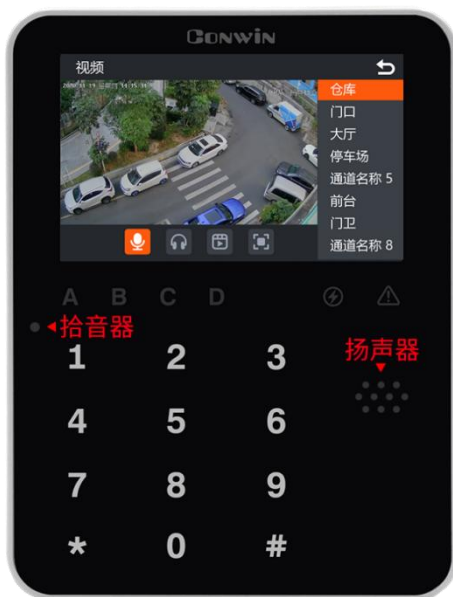 CONWIN
视频
仓库
门口
大厅
停车场
通道名称 5
前台
门卫
通道名称 8
A B C D
拾音器
扬声器
1 2 3
4 5 6
7 8 9
* 0 #